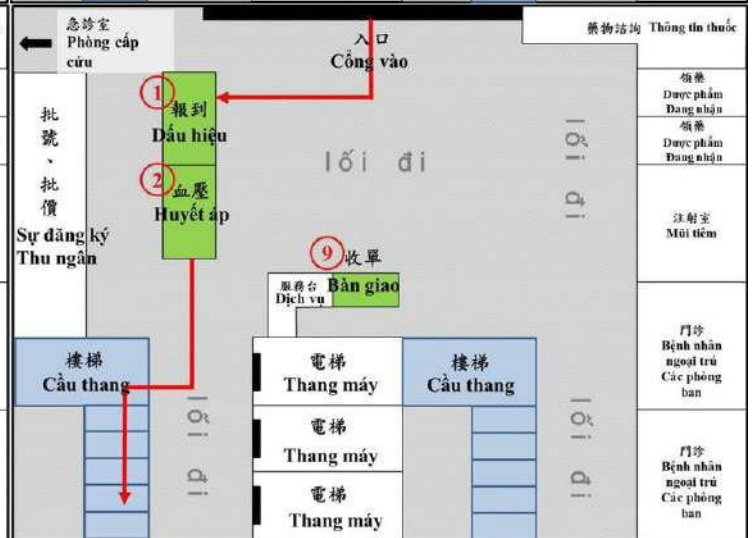 急診室
Phòng cấp
cứu
入口
Cổng vào
藥物諮詢 Thông tin thuốc
1
報到
Dấu hiệu
2
血壓
Huyết áp
批號、批價
Sự đăng ký
Thu ngân
lối đi
lối đi
領藥
Dược phẩm
Đang nhận
領藥
Dược phẩm
Đang nhận
注射室
Mũi tiêm
9
收單
Bàn giao
服務台
Dịch vụ
樓梯
Cầu thang
電梯
Thang máy
電梯
Thang máy
電梯
Thang máy
樓梯
Cầu thang
lối đi
lối đi
門診
Bệnh nhân
ngoại trú
Các phòng
ban
門診
Bệnh nhân
ngoại trú
Các phòng
ban